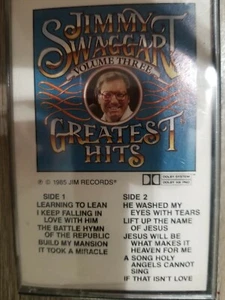 JIMMY
SWAGGART
VOLUME THREE
GREATEST
HITS
℗ © 1985 JIM RECORDS®
DOLBY SYSTEM
SIDE 1
LEARNING TO LEAN
I KEEP FALLING IN
LOVE WITH HIM
THE BATTLE HYMN
OF THE REPUBLIC
BUILD MY MANSION
IT TOOK A MIRACLE
SIDE 2
HE WASHED MY
EYES WITH TEARS
LIFT UP THE NAME
OF JESUS
JESUS WILL BE
WHAT MAKES IT
HEAVEN FOR ME
A SONG HOLY
ANGELS CANNOT
SING
IF THAT ISN'T LOVE